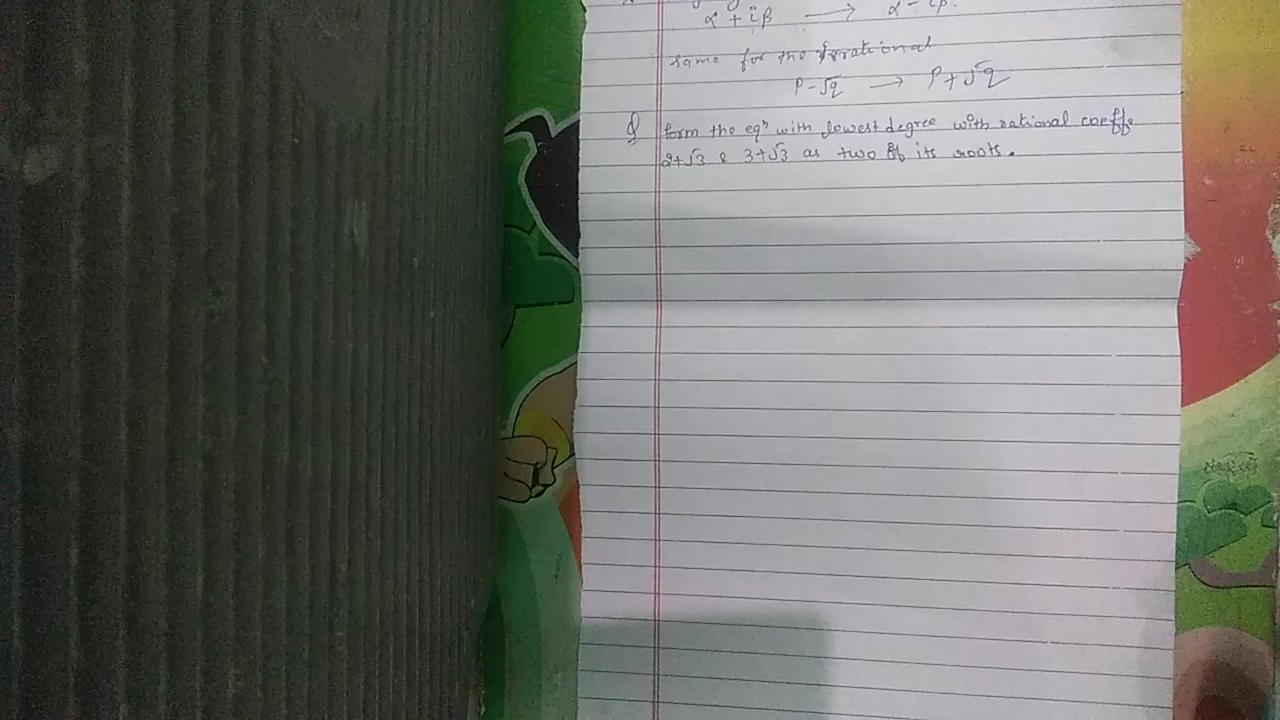 α + iβ → α - iβ.
same for the irrational
P-√q → P+√q
Q form the eqⁿ with lowest degree with rational coeff.
2+√3 & 3+√3 as two of its roots.